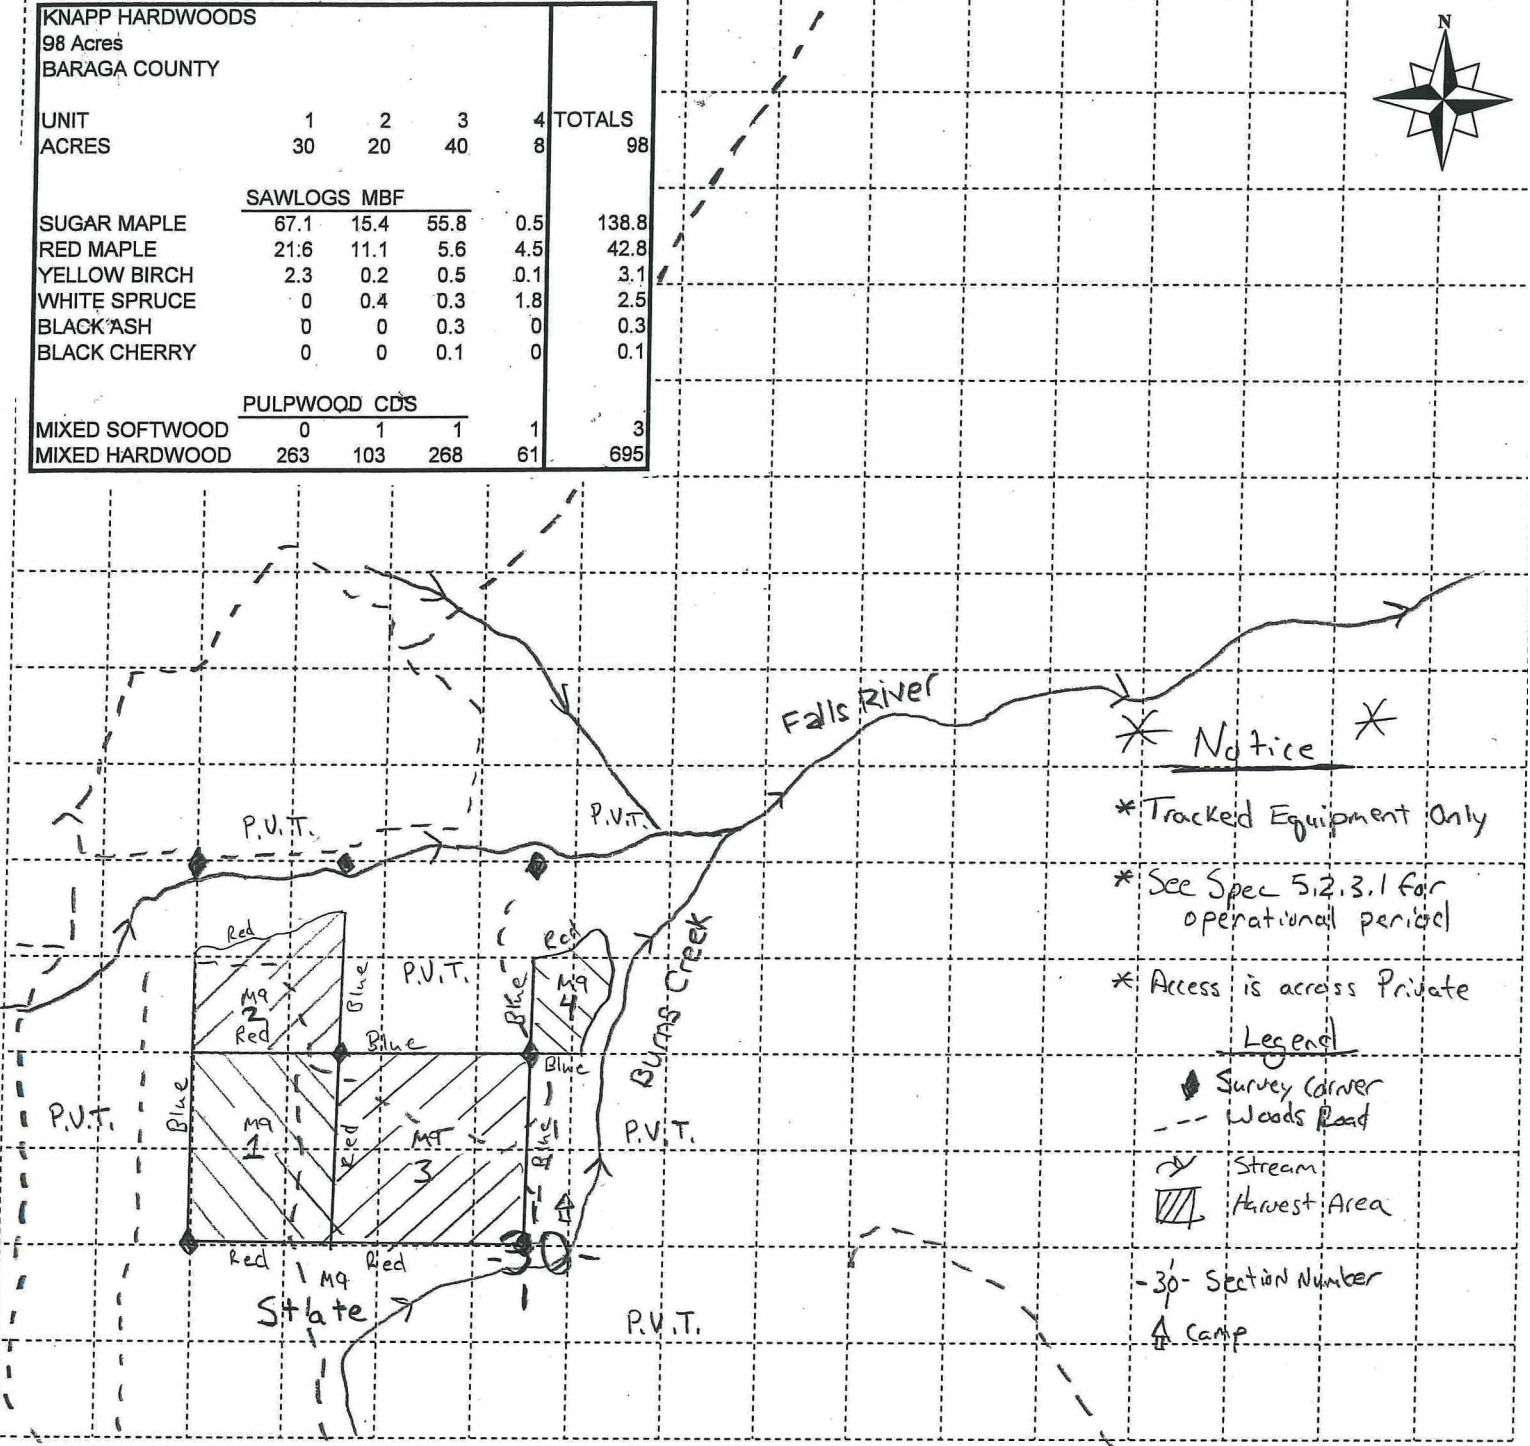 KNAPP HARDWOODS
98 Acres
BARAGA COUNTY
UNIT 1 2 3 4 TOTALS
ACRES 30 20 40 8 98
SAWLOGS MBF
SUGAR MAPLE 67.1 15.4 55.8 0.5 138.8
RED MAPLE 21.6 11.1 5.6 4.5 42.8
YELLOW BIRCH 2.3 0.2 0.5 0.1 3.1
WHITE SPRUCE 0 0.4 0.3 1.8 2.5
BLACK ASH 0 0 0.3 0 0.3
BLACK CHERRY 0 0 0.1 0 0.1
PULPWOOD CDS
MIXED SOFTWOOD 0 1 1 1 3
MIXED HARDWOOD 263 103 268 61 695
N
Falls River
Notice
* Tracked Equipment Only
* See Spec 5.2.3.1 for
operational period
* Access is across Private
Legend
Survey Corner
Woods Road
Stream
Harvest Area
-30- Section Number
Camp
P.V.T.
P.V.T.
Red
Red
P.V.T.
Blue
Blue
Burns Creek
M9
2
Red
M9
4
Blue
Blue
Blue
P.V.T.
M9
1
Red
M9
3
Blue
P.V.T.
30
Red
Red
M9
State
P.V.T.